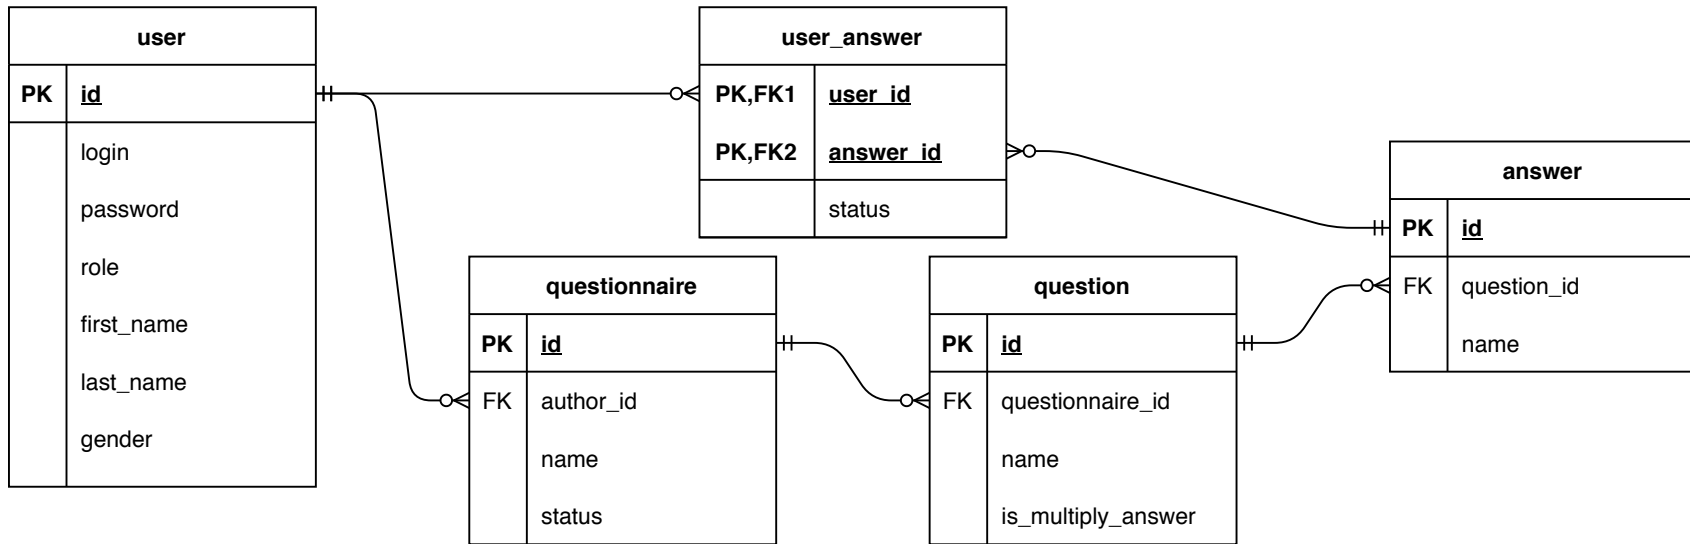 user
PK id
login
password
role
first_name
last_name
gender
user_answer
PK,FK1 user_id
PK,FK2 answer_id
status
questionnaire
PK id
FK author_id
name
status
question
PK id
FK questionnaire_id
name
is_multiply_answer
answer
PK id
FK question_id
name